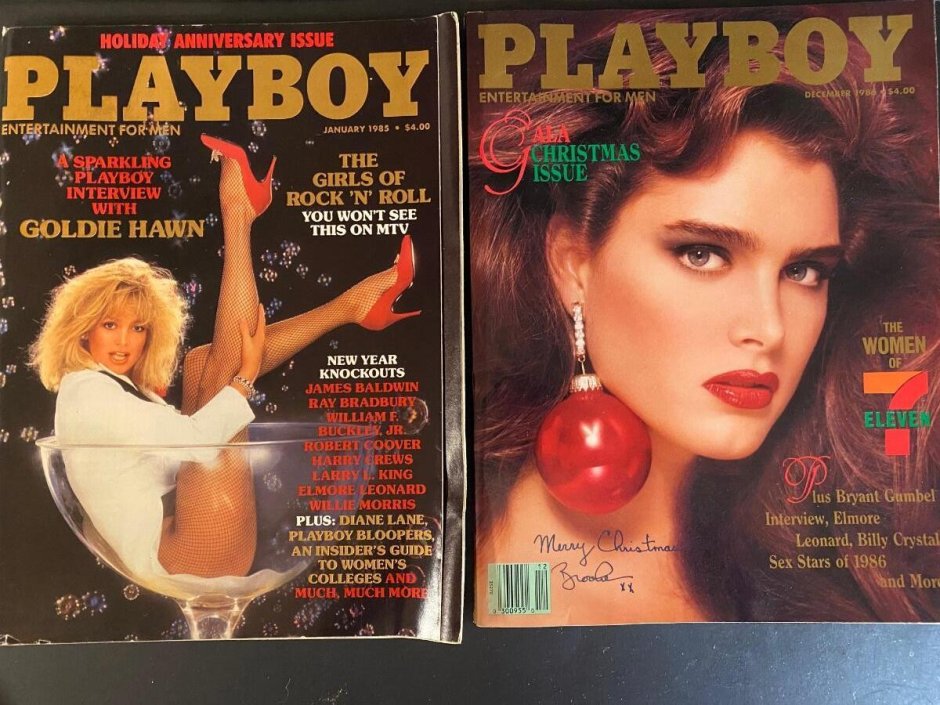 HOLIDAY ANNIVERSARY ISSUE
PLAYBOY
ENTERTAINMENT FOR MEN
JANUARY 1985 • $4.00
A SPARKLING
PLAYBOY
INTERVIEW
WITH
GOLDIE HAWN
THE
GIRLS OF
ROCK 'N' ROLL
YOU WON'T SEE
THIS ON MTV
NEW YEAR
KNOCKOUTS
JAMES BALDWIN
RAY BRADBURY
WILLIAM F.
BUCKLEY, JR.
ROBERT COOVER
HARRY CREWS
LARRY L. KING
ELMORE LEONARD
WILLIE MORRIS
PLUS: DIANE LANE,
PLAYBOY BLOOPERS,
AN INSIDER'S GUIDE
TO WOMEN'S
COLLEGES AND
MUCH, MUCH MORE
PLAYBOY
ENTERTAINMENT FOR MEN
DECEMBER 1986 • $4.00
GALA
CHRISTMAS
ISSUE
THE
WOMEN
OF
7
ELEVEN
Plus Bryant Gumbel
Interview, Elmore
Leonard, Billy Crystal
Sex Stars of 1986
and More
Merry Christmas
Brooke
xx
12
0 300955 0